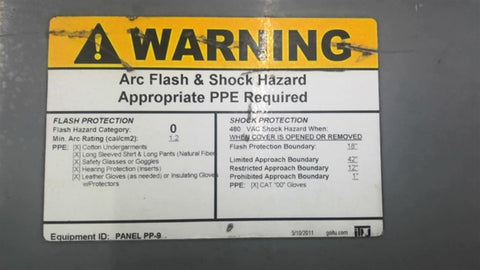 WARNING
Arc Flash & Shock Hazard
Appropriate PPE Required
FLASH PROTECTION
Flash Hazard Category: 0
Min. Arc Rating (cal/cm2): 1.2
PPE: [X] Cotton Undergarments
[X] Long Sleeved Shirt & Long Pants (Natural Fiber
[X] Safety Glasses or Goggles
[X] Hearing Protection (Inserts)
[X] Leather Gloves (as needed) or Insulating Gloves
w/Protectors
SHOCK PROTECTION
480 VAC Shock Hazard When:
WHEN COVER IS OPENED OR REMOVED
Flash Protection Boundary: 18"
Limited Approach Boundary 42"
Restricted Approach Boundary 12"
Prohibited Approach Boundary 1"
PPE: [X] CAT "00" Gloves
Equipment ID: PANEL PP-9
5/10/2011 goitu.com